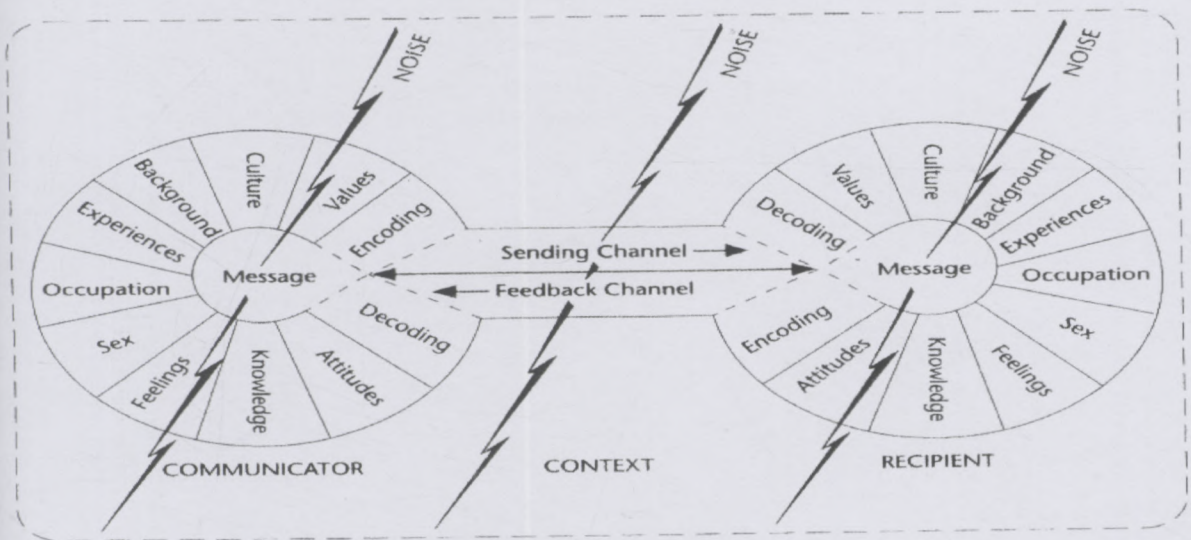 NOISE
NOISE
NOISE
Background
Culture
Values
Encoding
Experiences
Occupation
Message
Sex
Feelings
Knowledge
Attitudes
Decoding
Sending Channel
Feedback Channel
Decoding
Values
Culture
Background
Experiences
Message
Occupation
Sex
Feelings
Knowledge
Attitudes
Encoding
COMMUNICATOR
CONTEXT
RECIPIENT